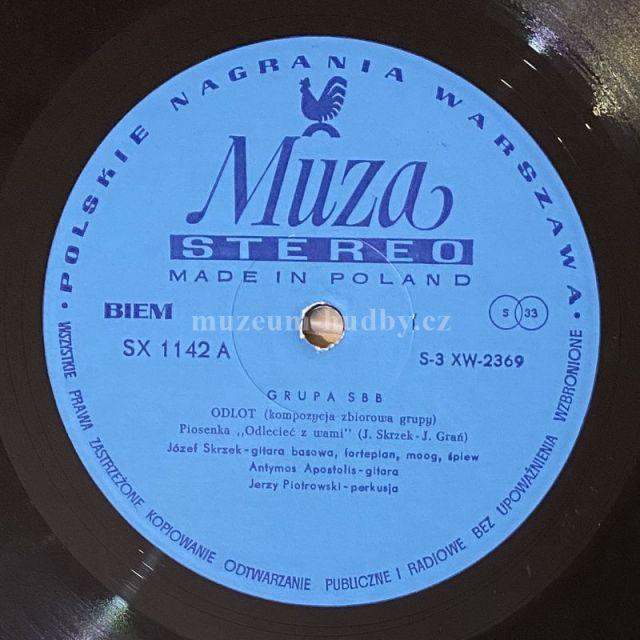 • POLSKIE NAGRANIA WARSZAWA •
Muza
STEREO
MADE IN POLAND
BIEM
S 33
muzeum-hudby.cz
SX 1142 A
S-3 XW-2369
GRUPA SBB
ODLOT (kompozycja zbiorowa grupy)
Piosenka ,,Odlecieć z wami" (J. Skrzek - J. Grań)
Józef Skrzek - gitara basowa, fortepian, moog, śpiew
Antymos Apostolis - gitara
Jerzy Piotrowski - perkusja
WSZYSTKIE PRAWA ZASTRZEŻONE KOPIOWANIE ODTWARZANIE PUBLICZNE I RADIOWE BEZ UPOWAŻNIENIA WZBRONIONE